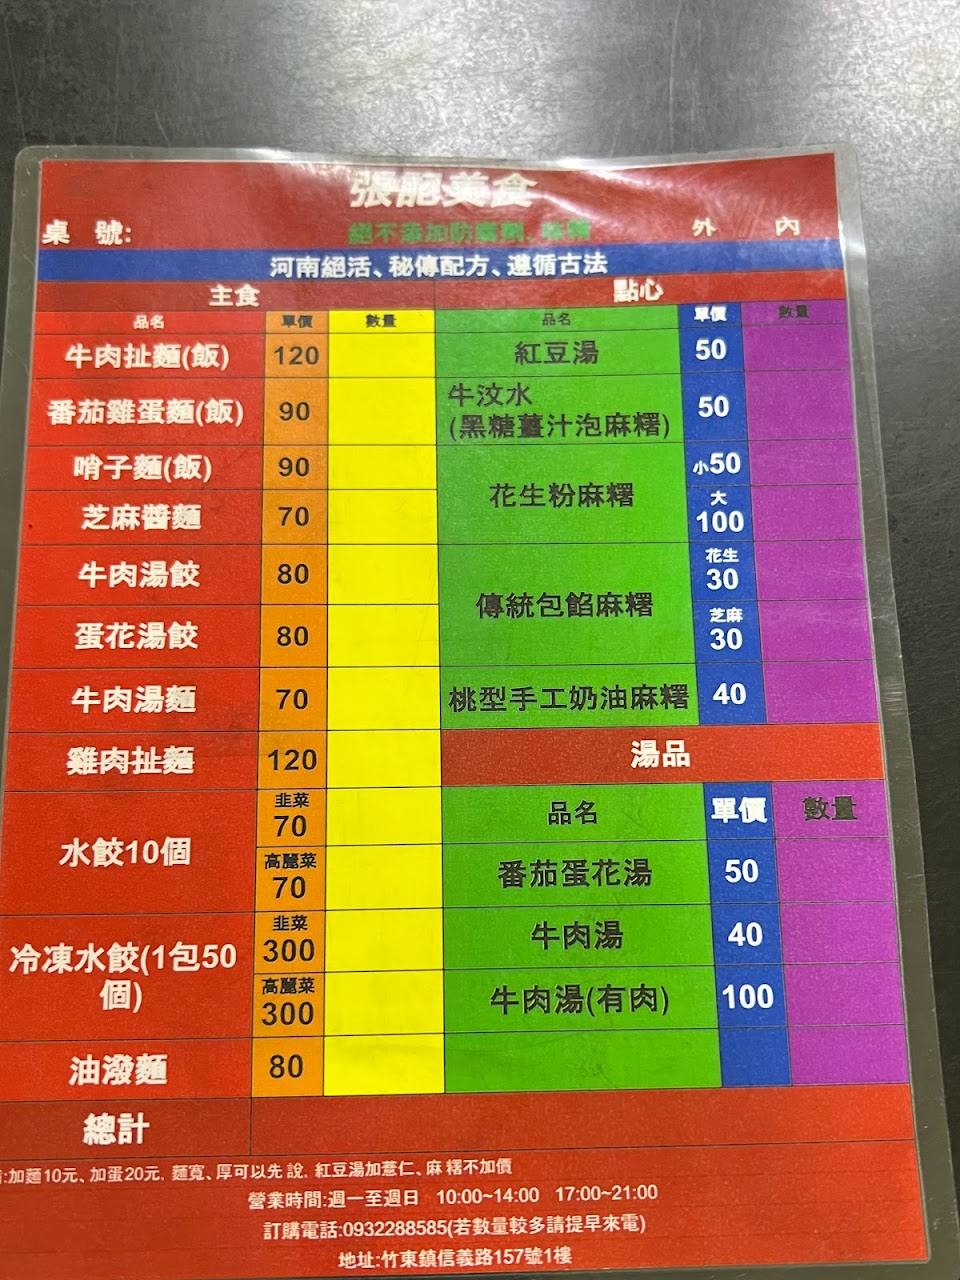 張肥美食
桌 號:
絕不添加防腐劑,
外 內
河南絕活、秘傳配方、遵循古法
主食 點心
品名 單價 數量 品名 單價 數量
牛肉扯麵(飯) 120 紅豆湯 50
番茄雞蛋麵(飯) 90
牛汶水
(黑糖薑汁泡麻糬) 50
哨子麵(飯) 90 花生粉麻糬 小50
芝麻醬麵 70 大
100
牛肉湯餃 80 傳統包餡麻糬 花生
30
蛋花湯餃 80 芝麻
30
牛肉湯麵 70 桃型手工奶油麻糬 40
雞肉扯麵 120 湯品
水餃10個 韭菜
70
品名 單價 數量
高麗菜
70
番茄蛋花湯 50
冷凍水餃(1包50
個)
韭菜
300
牛肉湯 40
高麗菜
300
牛肉湯(有肉) 100
油潑麵 80
總計
:加麵10元, 加蛋20元, 麵寬、厚可以先說, 紅豆湯加薏仁、麻糬不加價
營業時間:週一至週日 10:00~14:00 17:00~21:00
訂購電話:0932288585(若數量較多請提早來電)
地址:竹東鎮信義路157號1樓